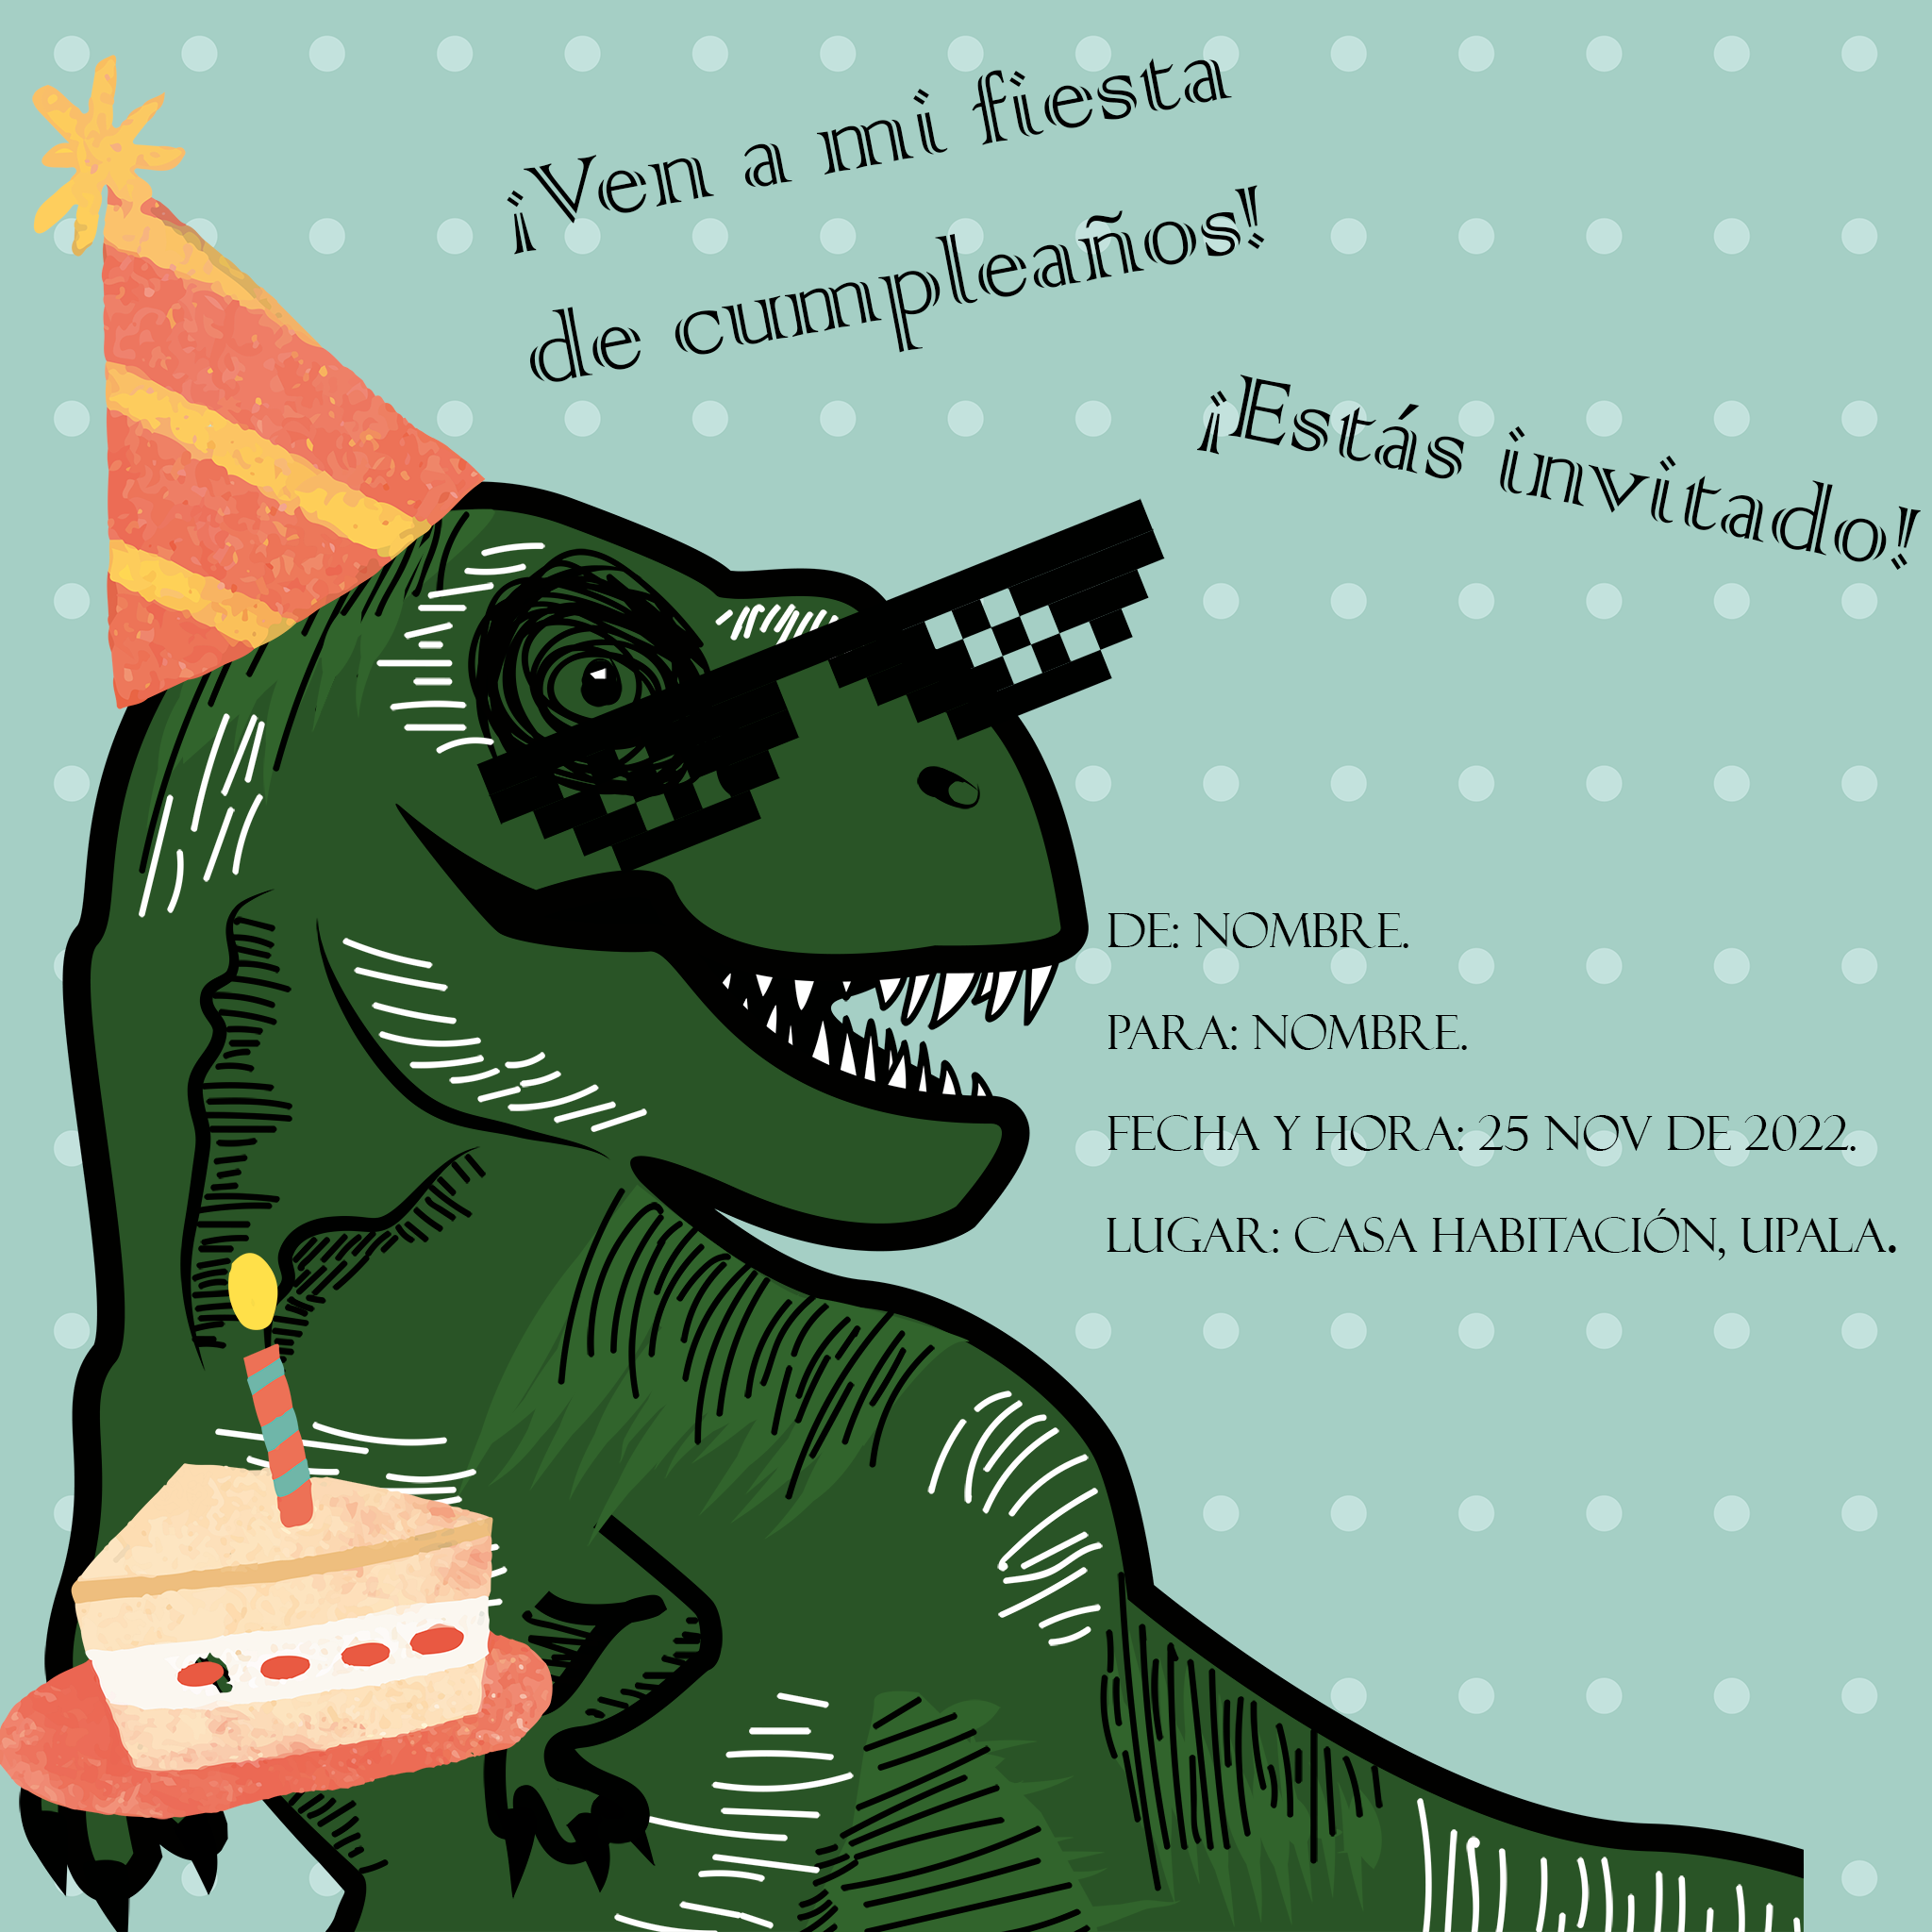 ¡Ven a mi fiesta
de cumpleaños!
¡Estás invitado!
DE: NOMBRE.
PARA: NOMBRE.
FECHA Y HORA: 25 NOV DE 2022.
LUGAR: CASA HABITACIÓN, UPALA.